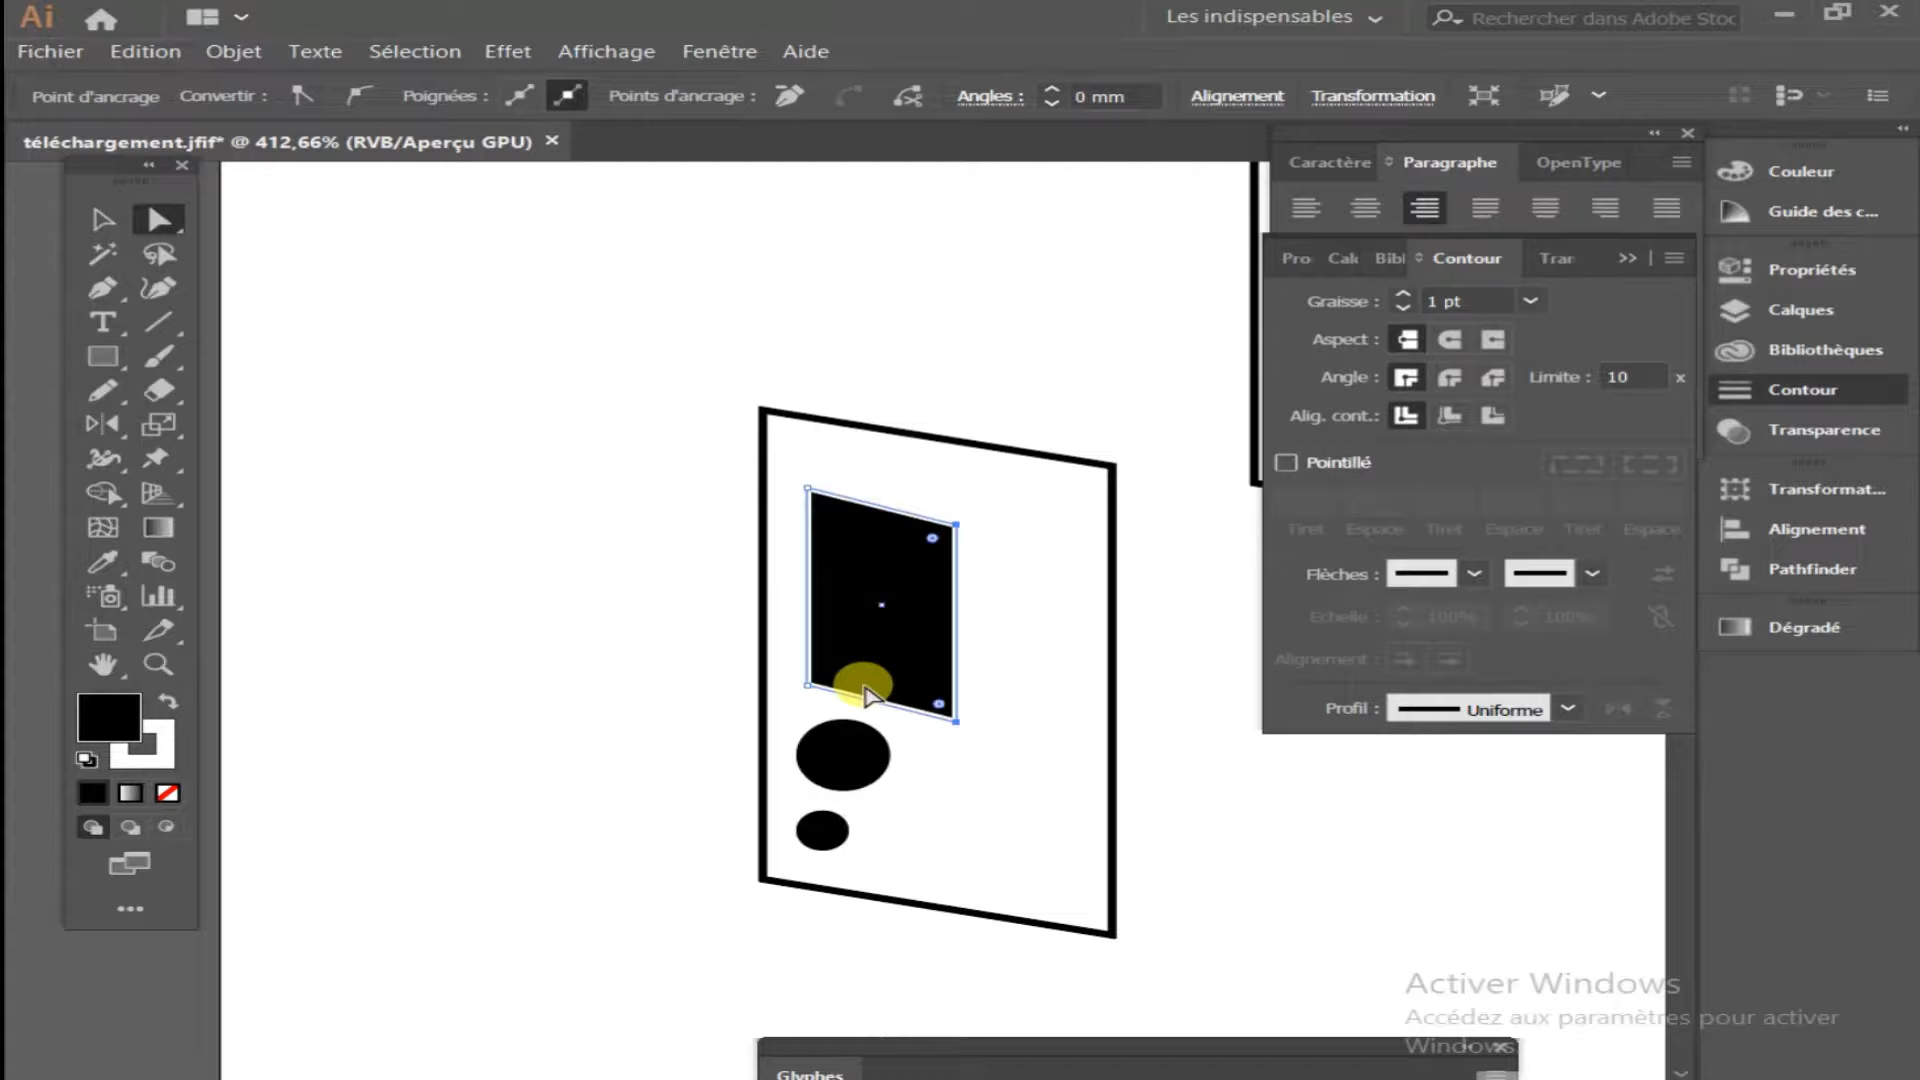 Ai
Les indispensables
Rechercher dans Adobe Stoc
Fichier Edition Objet Texte Sélection Effet Affichage Fenêtre Aide
Point d'ancrage Convertir : Poignées : Points d'ancrage : Angles : 0 mm Alignement Transformation
téléchargement.jfif* @ 412,66% (RVB/Aperçu GPU)
Caractère Paragraphe OpenType
Pro Cak Bibl Contour Tran
Graisse : 1 pt
Aspect :
Angle : Limite : 10 x
Alig. cont.:
Pointillé
Tiret Espace Tiret Espace Tiret Espace
Flèches :
Echelle : 100% 100%
Alignement :
Profil : Uniforme
Couleur
Guide des c...
Propriétés
Calques
Bibliothèques
Contour
Transparence
Transformat...
Alignement
Pathfinder
Dégradé
T
Activer Windows
Accédez aux paramètres pour activer
Windows
Glyphes